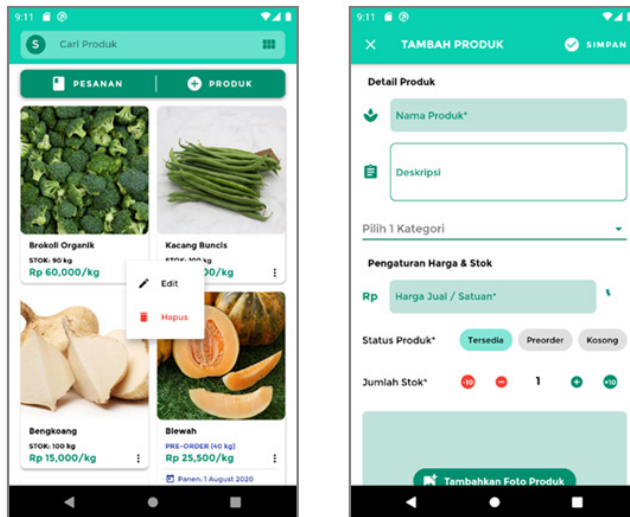 9:11
S
Cari Produk
PESANAN
PRODUK
Brokoli Organik
STOK: 90 kg
Rp 60,000/kg
Kacang Buncis
STOK: 100 kg
00/kg
Edit
Hapus
Bengkoang
STOK: 100 kg
Rp 15,000/kg
Blewah
PRE-ORDER (40 kg)
Rp 25,500/kg
Panen: 1 August 2020
9:11
TAMBAH PRODUK
SIMPAN
Detail Produk
Nama Produk*
Deskripsi
Pilih 1 Kategori
Pengaturan Harga & Stok
Rp
Harga Jual / Satuan*
Status Produk*
Tersedia
Preorder
Kosong
Jumlah Stok*
-10
1
+10
Tambahkan Foto Produk